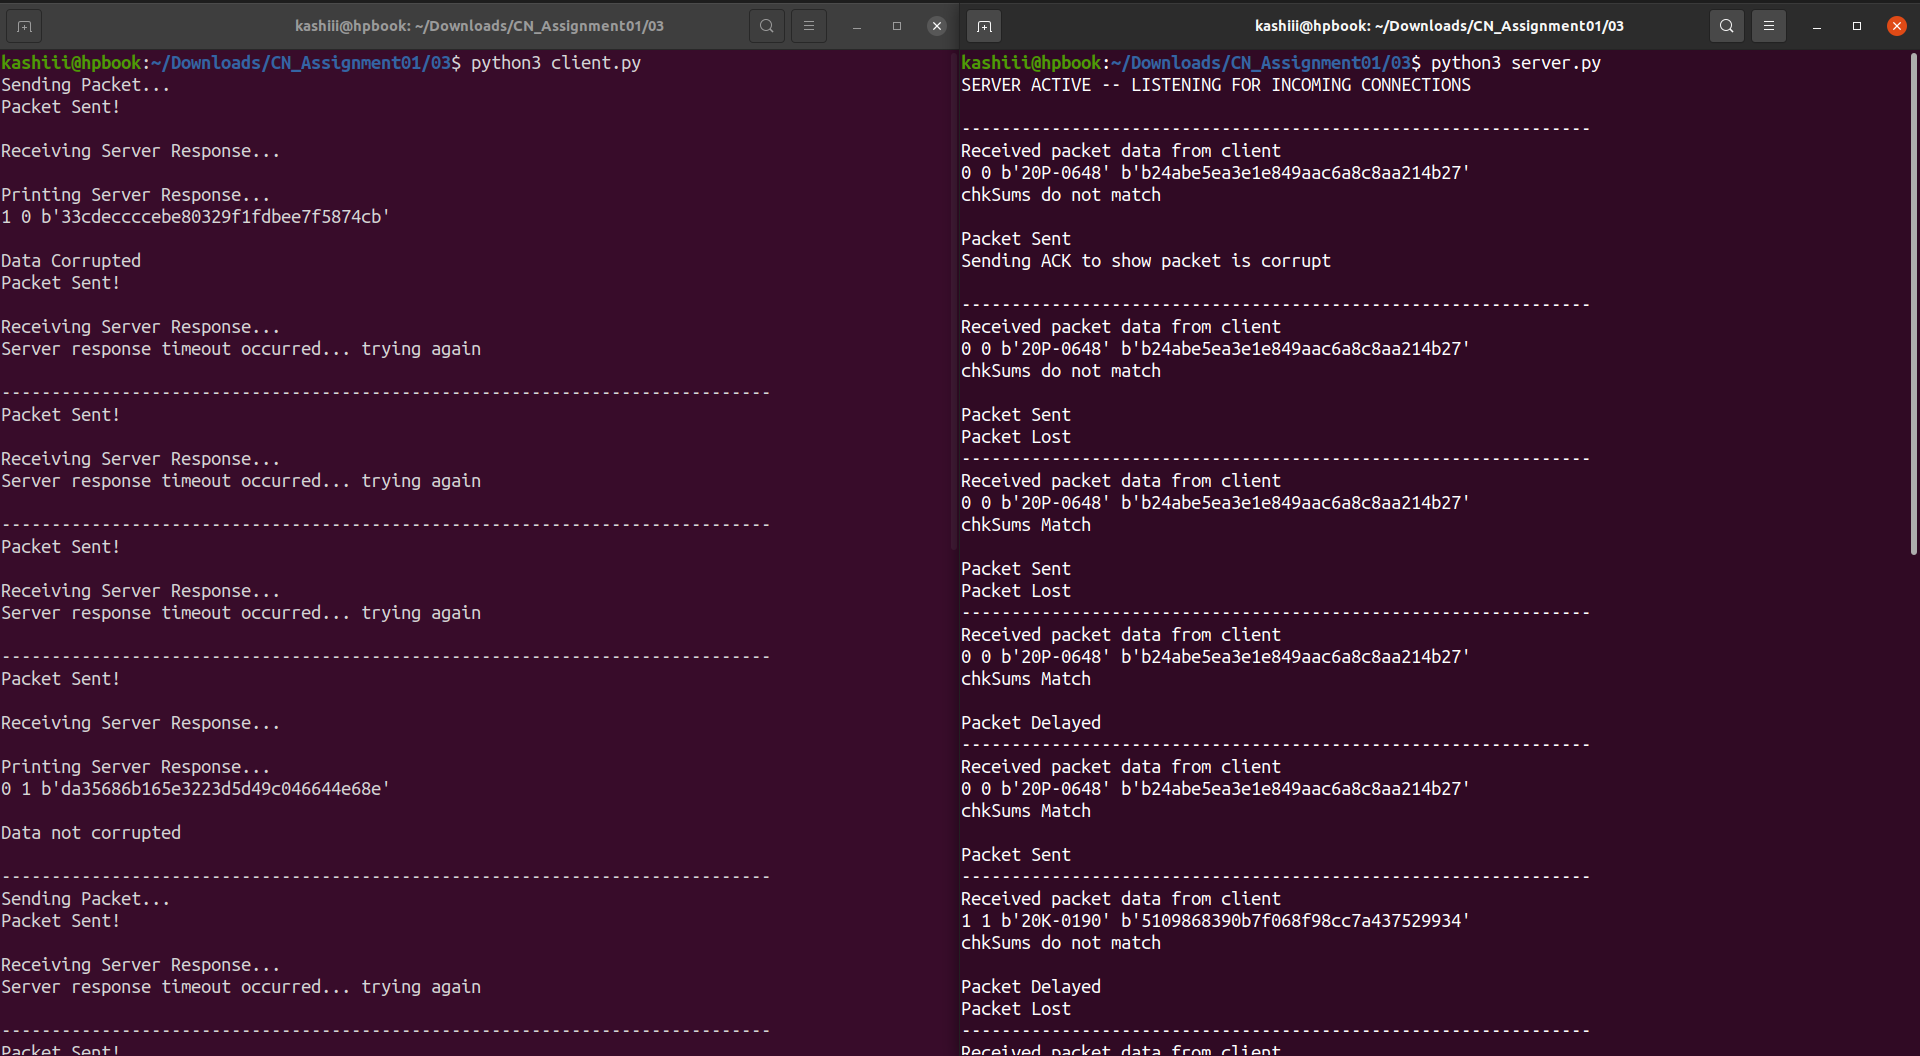 kashiii@hpbook: ~/Downloads/CN_Assignment01/03
kashiii@hpbook:~/Downloads/CN_Assignment01/03$ python3 client.py
Sending Packet...
Packet Sent!
Receiving Server Response...
Printing Server Response...
1 0 b'33cdeccccebe80329f1fdbee7f5874cb'
Data Corrupted
Packet Sent!
Receiving Server Response...
Server response timeout occurred... trying again
-----------------------------------------------------------------------------
Packet Sent!
Receiving Server Response...
Server response timeout occurred... trying again
-----------------------------------------------------------------------------
Packet Sent!
Receiving Server Response...
Server response timeout occurred... trying again
-----------------------------------------------------------------------------
Packet Sent!
Receiving Server Response...
Printing Server Response...
0 1 b'da35686b165e3223d5d49c046644e68e'
Data not corrupted
-----------------------------------------------------------------------------
Sending Packet...
Packet Sent!
Receiving Server Response...
Server response timeout occurred... trying again
-----------------------------------------------------------------------------
Packet Sent!
kashiii@hpbook: ~/Downloads/CN_Assignment01/03
kashiii@hpbook:~/Downloads/CN_Assignment01/03$ python3 server.py
SERVER ACTIVE -- LISTENING FOR INCOMING CONNECTIONS
---------------------------------------------------------------
Received packet data from client
0 0 b'20P-0648' b'b24abe5ea3e1e849aac6a8c8aa214b27'
chkSums do not match
Packet Sent
Sending ACK to show packet is corrupt
---------------------------------------------------------------
Received packet data from client
0 0 b'20P-0648' b'b24abe5ea3e1e849aac6a8c8aa214b27'
chkSums do not match
Packet Sent
Packet Lost
---------------------------------------------------------------
Received packet data from client
0 0 b'20P-0648' b'b24abe5ea3e1e849aac6a8c8aa214b27'
chkSums Match
Packet Sent
Packet Lost
---------------------------------------------------------------
Received packet data from client
0 0 b'20P-0648' b'b24abe5ea3e1e849aac6a8c8aa214b27'
chkSums Match
Packet Delayed
---------------------------------------------------------------
Received packet data from client
0 0 b'20P-0648' b'b24abe5ea3e1e849aac6a8c8aa214b27'
chkSums Match
Packet Sent
---------------------------------------------------------------
Received packet data from client
1 1 b'20K-0190' b'5109868390b7f068f98cc7a437529934'
chkSums do not match
Packet Delayed
Packet Lost
---------------------------------------------------------------
Received packet data from client